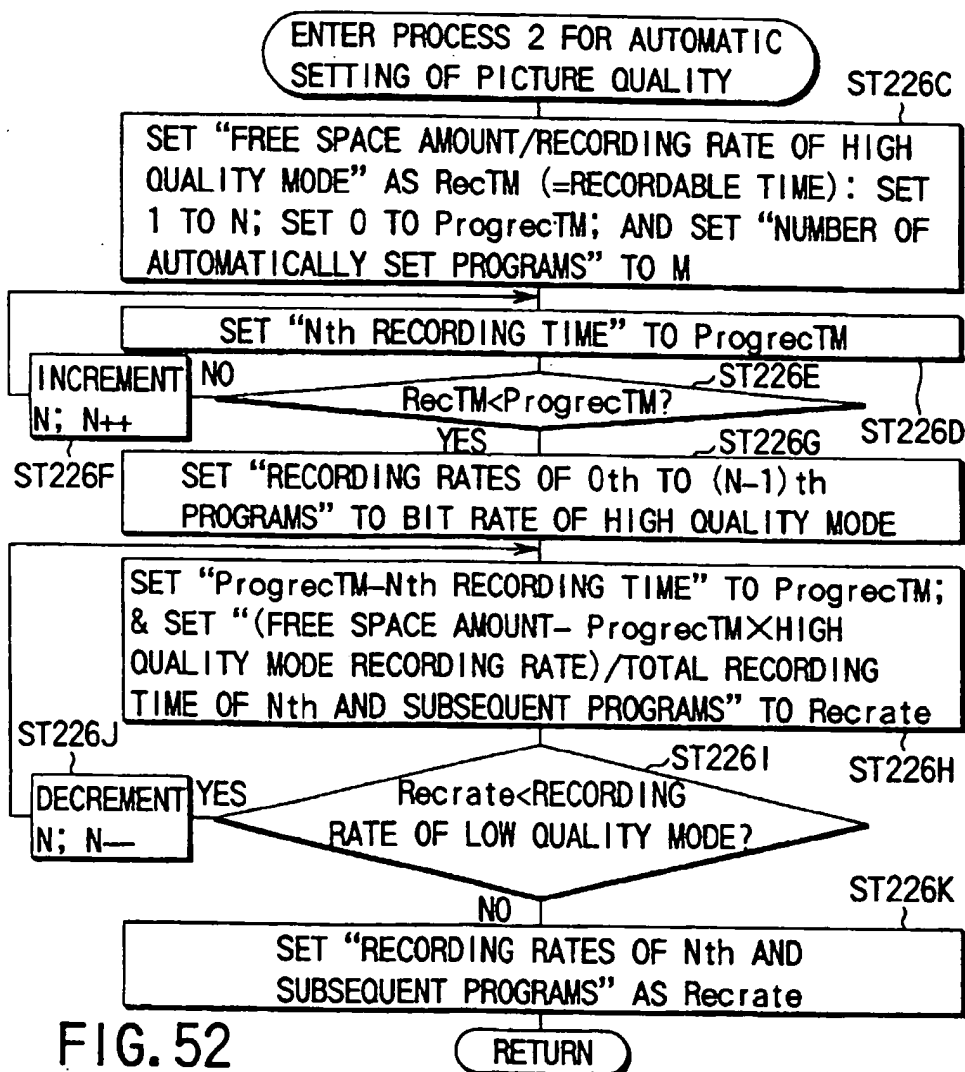 ENTER PROCESS 2 FOR AUTOMATIC
SETTING OF PICTURE QUALITY
ST226C
SET “FREE SPACE AMOUNT/RECORDING RATE OF HIGH
QUALITY MODE” AS RecTM (=RECORDABLE TIME): SET
1 TO N; SET 0 TO ProgrecTM; AND SET “NUMBER OF
AUTOMATICALLY SET PROGRAMS” TO M
SET “Nth RECORDING TIME” TO ProgrecTM
ST226D
RecTM<ProgrecTM?
ST226E
NO
YES
INCREMENT
N; N++
ST226F
ST226G
SET “RECORDING RATES OF 0th TO (N-1)th
PROGRAMS” TO BIT RATE OF HIGH QUALITY MODE
SET “ProgrecTM-Nth RECORDING TIME” TO ProgrecTM;
& SET “(FREE SPACE AMOUNT- ProgrecTM×HIGH
QUALITY MODE RECORDING RATE)/TOTAL RECORDING
TIME OF Nth AND SUBSEQUENT PROGRAMS” TO Recrate
ST226H
ST226I
Recrate<RECORDING
RATE OF LOW QUALITY MODE?
YES
NO
ST226J
DECREMENT
N; N—
ST226K
SET “RECORDING RATES OF Nth AND
SUBSEQUENT PROGRAMS” AS Recrate
RETURN
FIG. 52